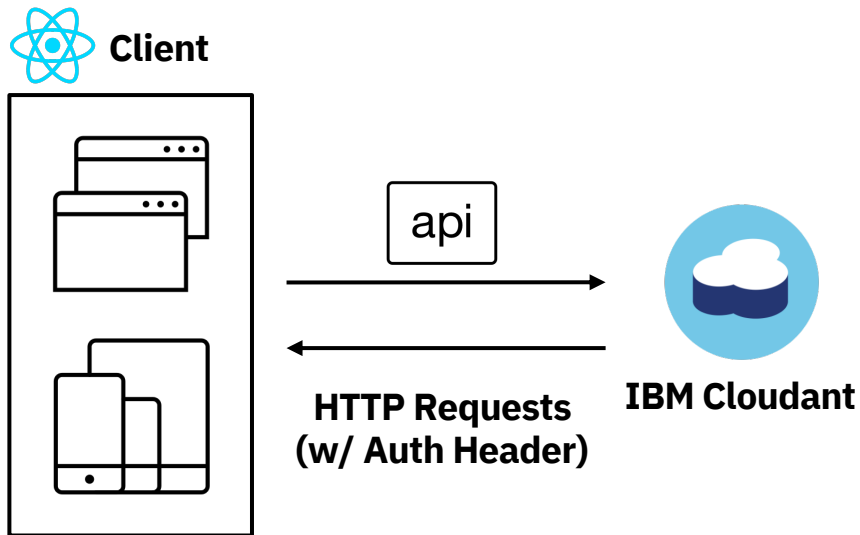 Client
api
HTTP Requests
(w/ Auth Header)
IBM Cloudant